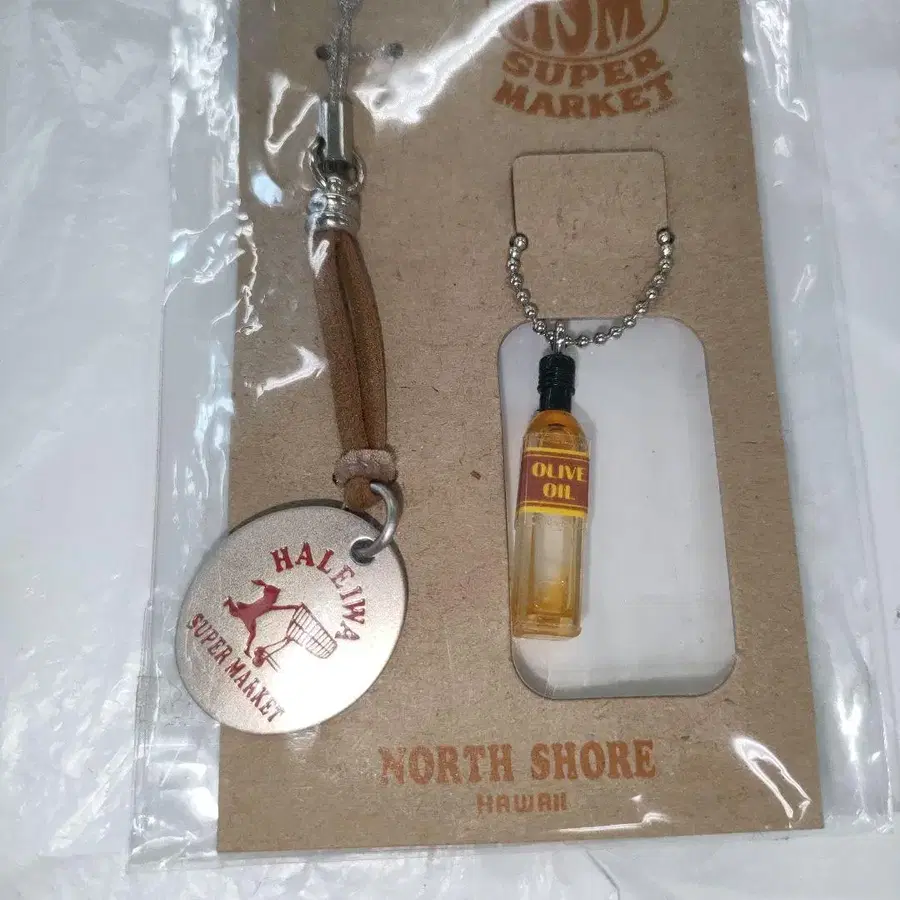 HSM
SUPER
MARKET
OLIVE
OIL
HALEIWA
SUPER MARKET
NORTH SHORE
HAWAII